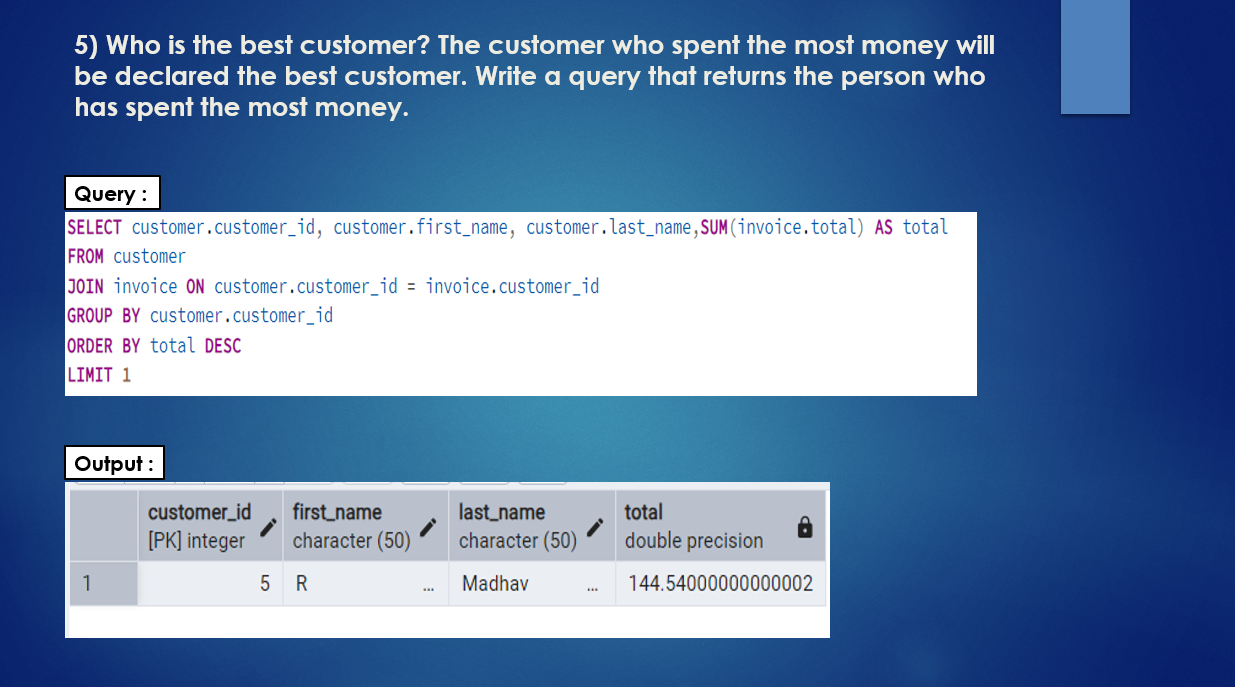 5) Who is the best customer? The customer who spent the most money will
be declared the best customer. Write a query that returns the person who
has spent the most money.
Query :
SELECT customer.customer_id, customer.first_name, customer.last_name,SUM(invoice.total) AS total
FROM customer
JOIN invoice ON customer.customer_id = invoice.customer_id
GROUP BY customer.customer_id
ORDER BY total DESC
LIMIT 1
Output :
customer_id first_name last_name total
[PK] integer character (50) character (50) double precision
1 5 R ... Madhav ... 144.54000000000002